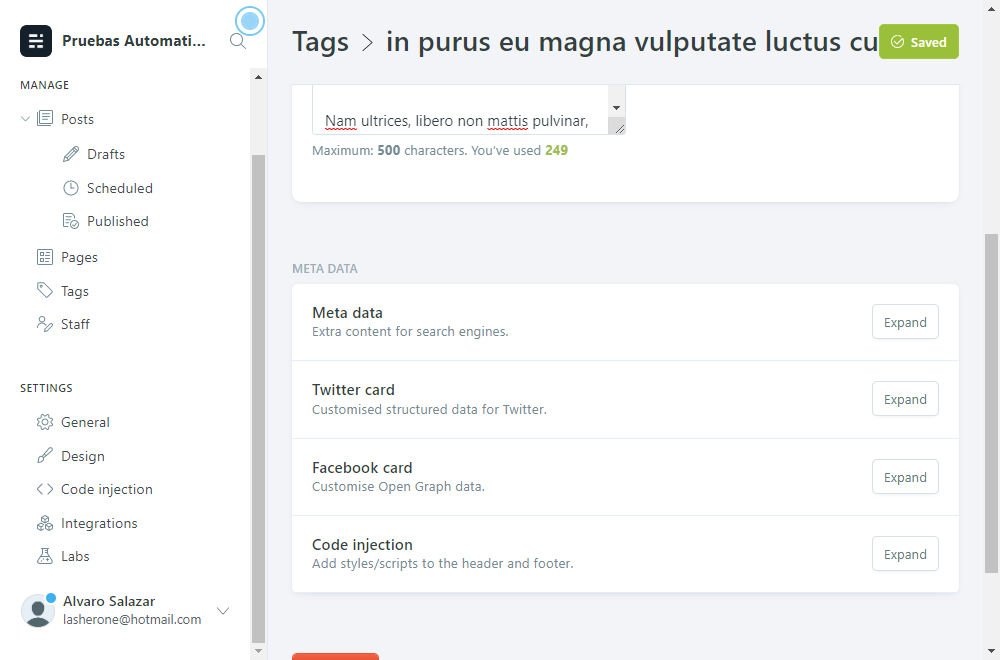 Pruebas Automati...
MANAGE
Posts
Drafts
Scheduled
Published
Pages
Tags
Staff
SETTINGS
General
Design
Code injection
Integrations
Labs
Alvaro Salazar
lasherone@hotmail.com
Tags > in purus eu magna vulputate luctus cu
Saved
Nam ultrices, libero non mattis pulvinar,
Maximum: 500 characters. You’ve used 249
META DATA
Meta data
Extra content for search engines.
Expand
Twitter card
Customised structured data for Twitter.
Expand
Facebook card
Customise Open Graph data.
Expand
Code injection
Add styles/scripts to the header and footer.
Expand